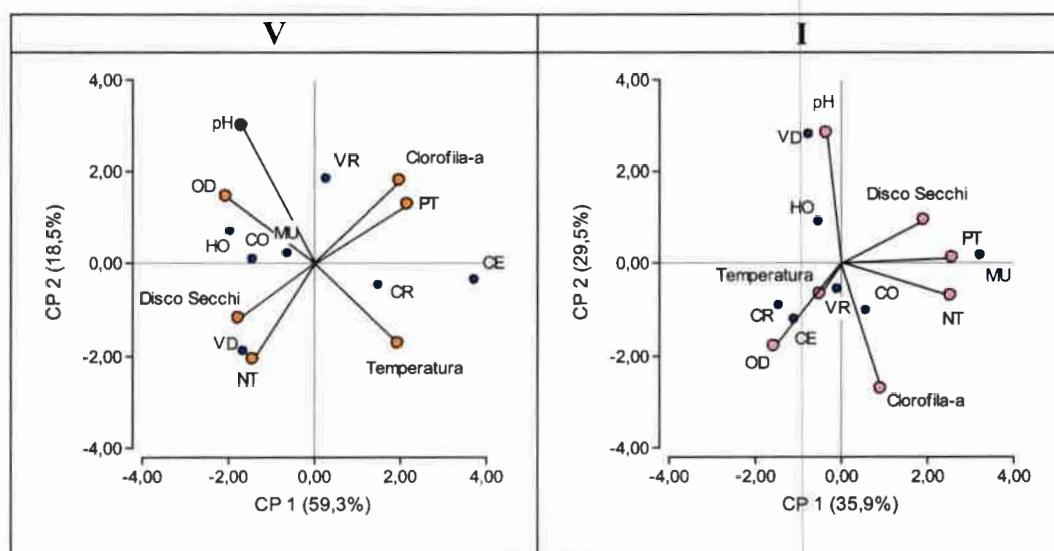 V
I
4,00
pH
VR
Clorofila-a
2,00
OD
PT
HO
CO
MU
CE
0,00
CR
Disco Secchi
-2,00
VD
NT
Temperatura
-4,00
-4,00 -2,00 0,00 2,00 4,00
CP 1 (59,3%)
CP 2 (18,5%)
4,00
pH
VD
2,00
Disco Secchi
HO
PT
0,00
MU
Temperatura
CO
NT
VR
CR
CE
OD
-2,00
Clorofila-a
-4,00
-4,00 -2,00 0,00 2,00 4,00
CP 1 (35,9%)
CP 2 (29,5%)